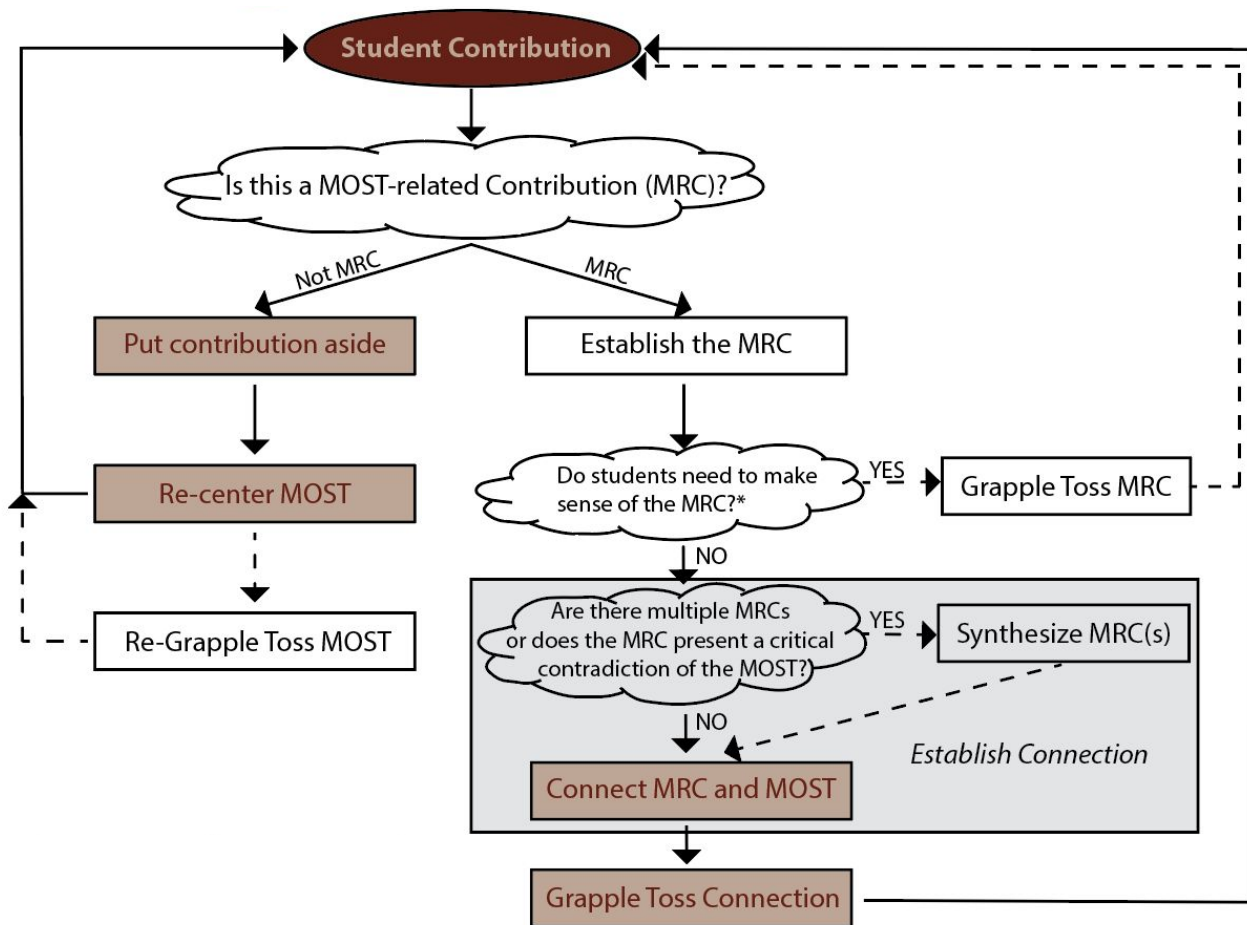 Student Contribution
Is this a MOST-related Contribution (MRC)?
Not MRC
MRC
Put contribution aside
Establish the MRC
Do students need to make
sense of the MRC?*
YES
Grapple Toss MRC
Re-center MOST
NO
Re-Grapple Toss MOST
Are there multiple MRCs
or does the MRC present a critical
contradiction of the MOST?
YES
Synthesize MRC(s)
NO
Establish Connection
Connect MRC and MOST
Grapple Toss Connection